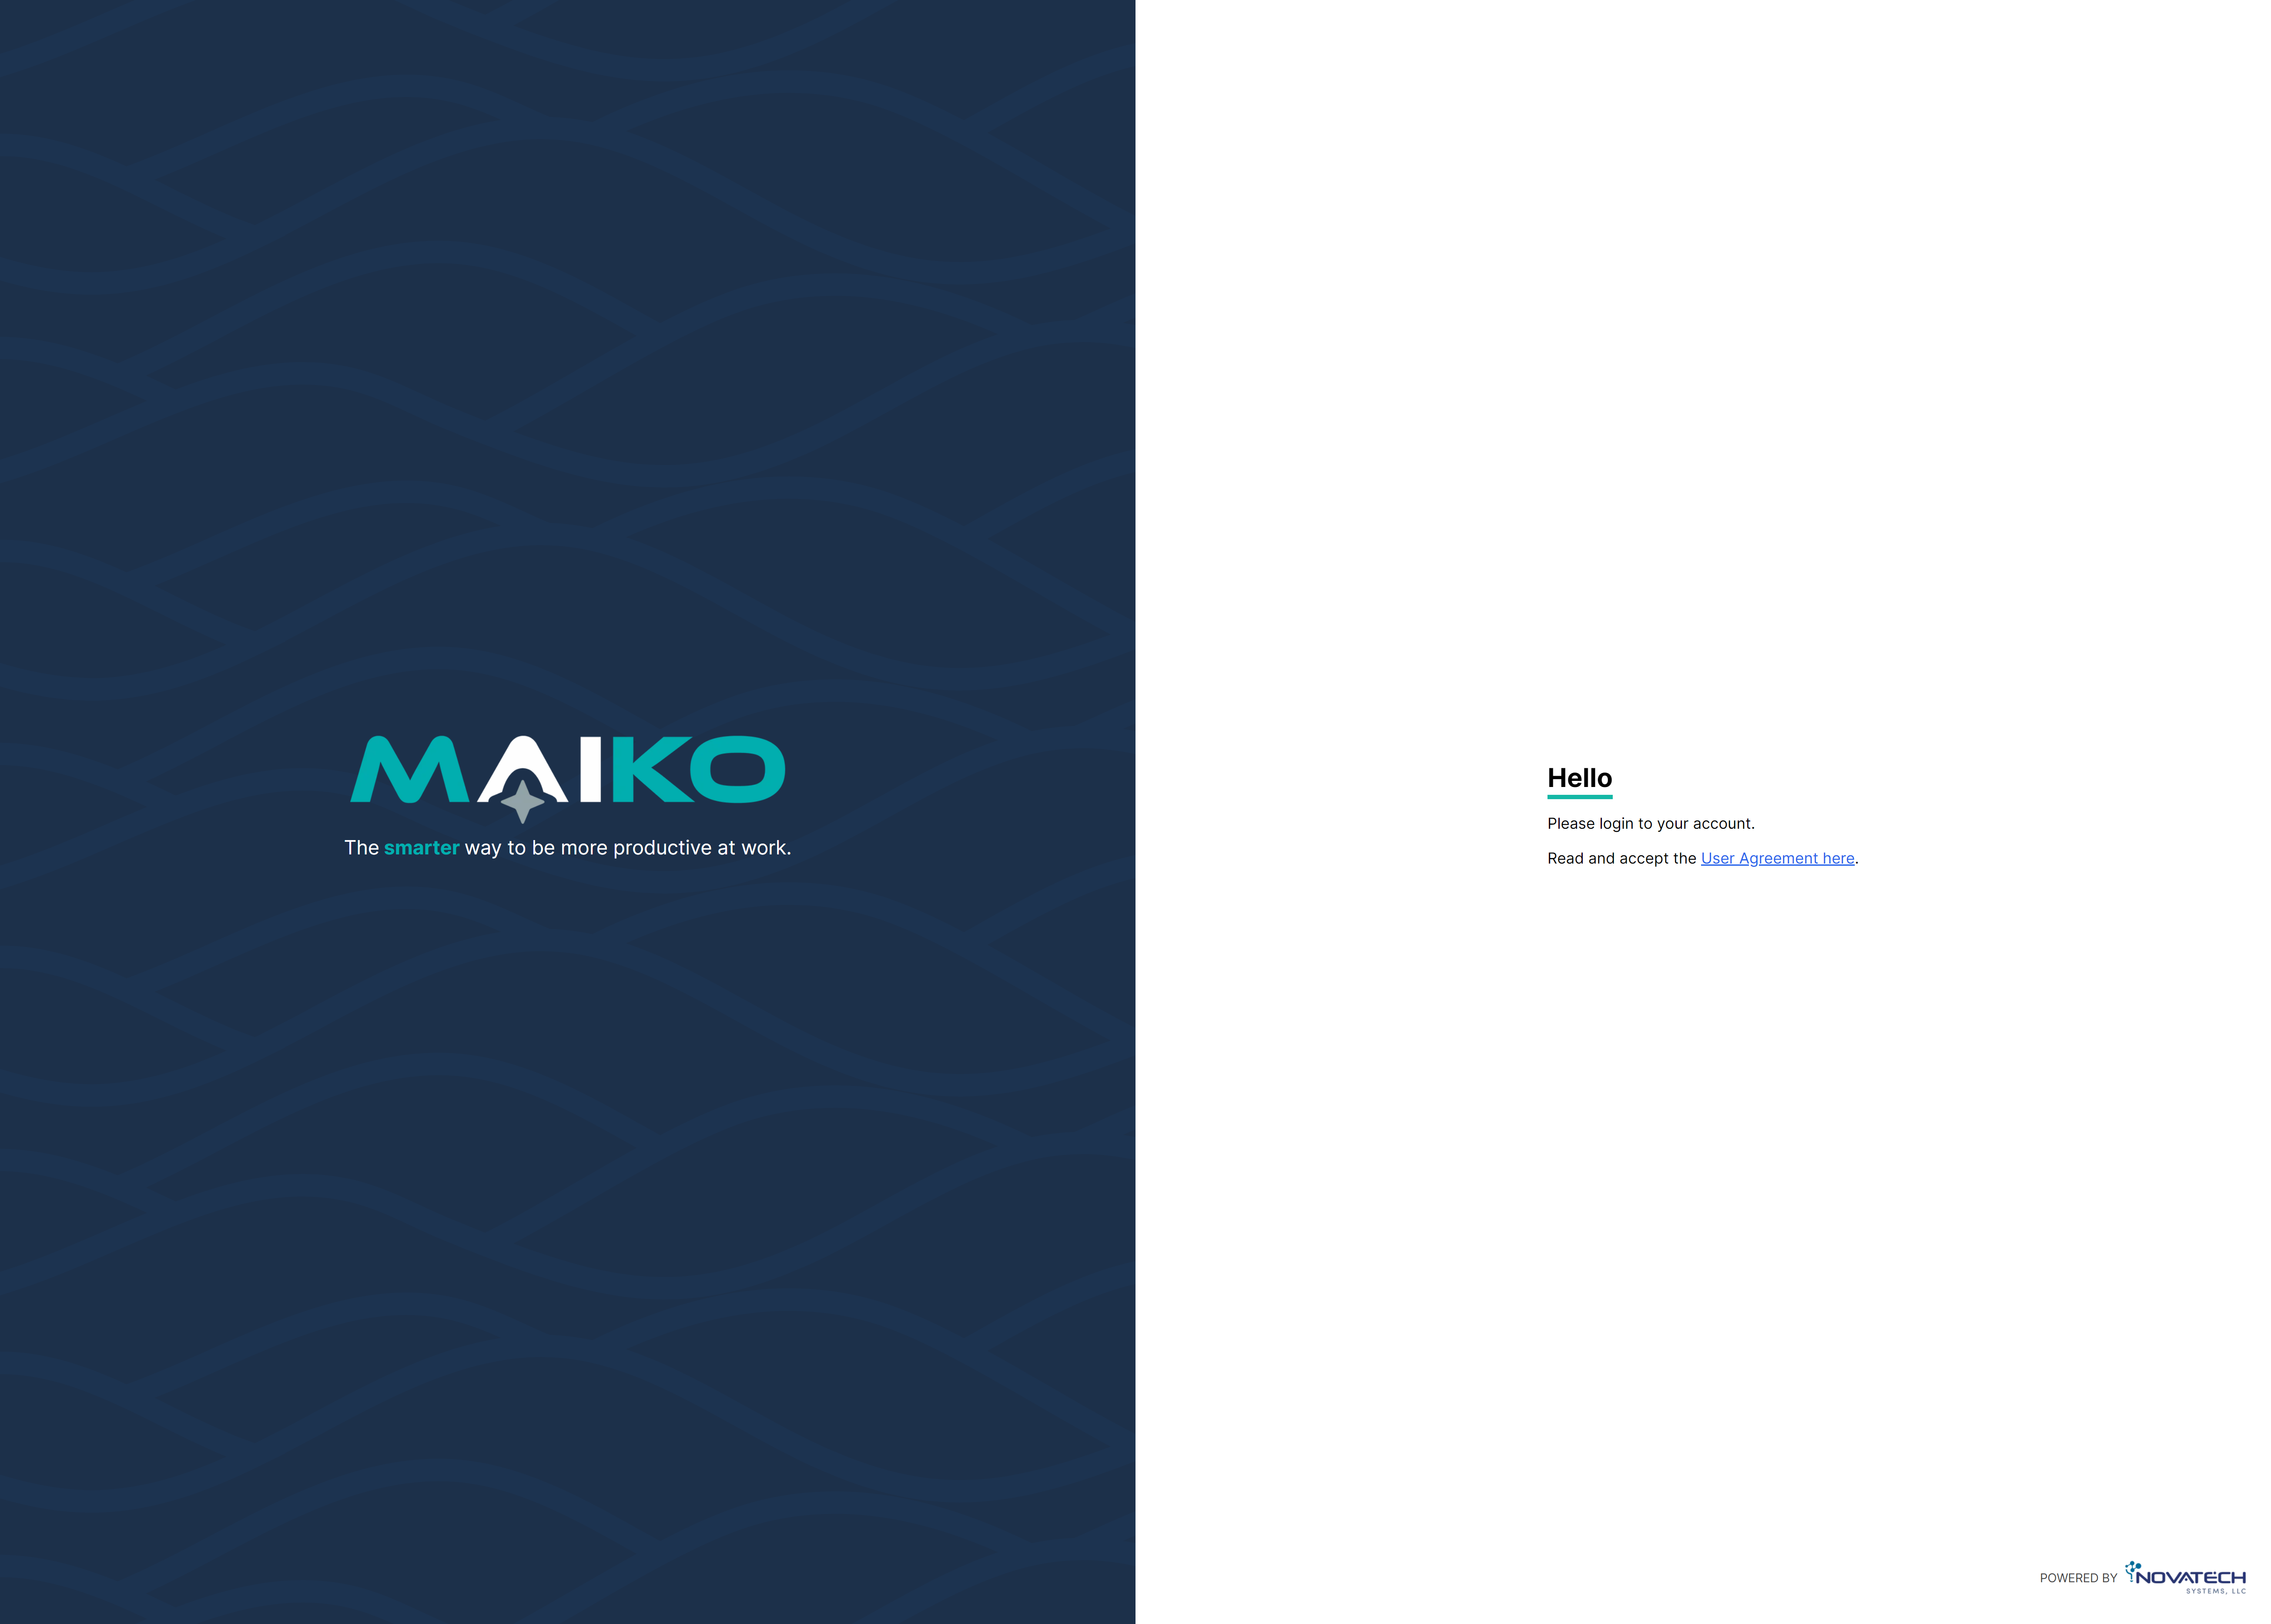 MAIKO
The smarter way to be more productive at work.
Hello
Please login to your account.
Read and accept the User Agreement here.
POWERED BY NOVATECH
SYSTEMS, LLC